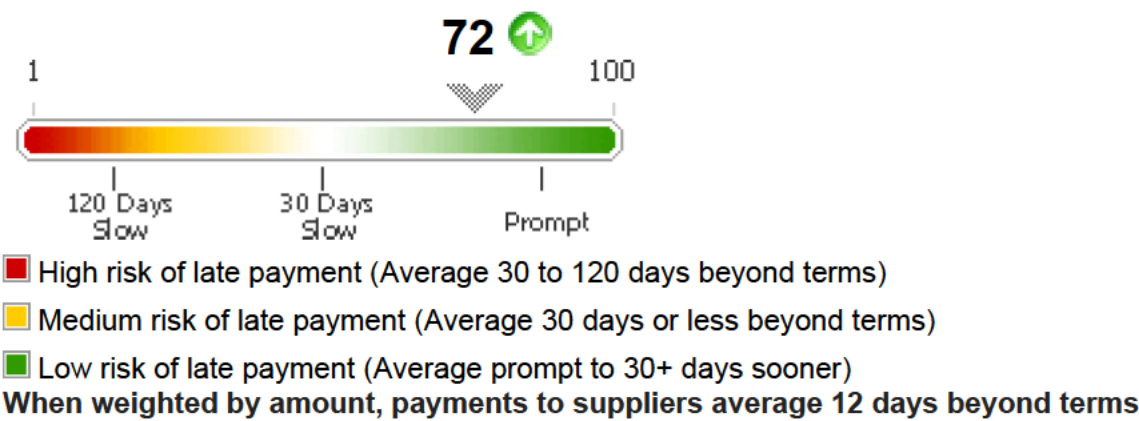 72
1
100
120 Days
Slow
30 Days
Slow
Prompt
High risk of late payment (Average 30 to 120 days beyond terms)
Medium risk of late payment (Average 30 days or less beyond terms)
Low risk of late payment (Average prompt to 30+ days sooner)
When weighted by amount, payments to suppliers average 12 days beyond terms